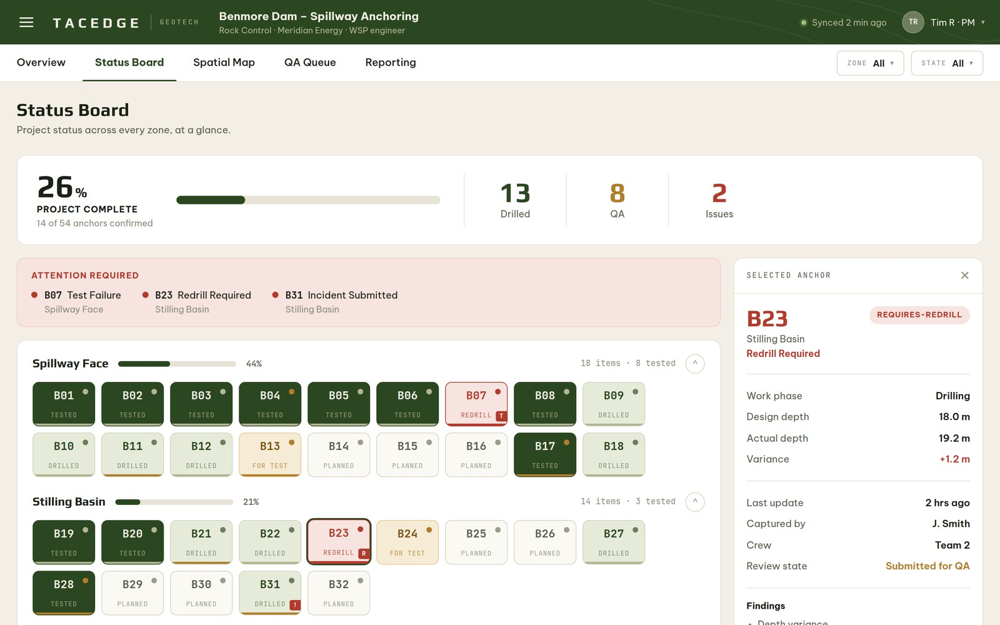 TACEDGE GEOTECH
Benmore Dam – Spillway Anchoring
Rock Control · Meridian Energy · WSP engineer
Synced 2 min ago
TR Tim R · PM
Overview Status Board Spatial Map QA Queue Reporting
ZONE All STATE All
Status Board
Project status across every zone, at a glance.
26%
PROJECT COMPLETE
14 of 54 anchors confirmed
13 Drilled
8 QA
2 Issues
ATTENTION REQUIRED
B07 Test Failure
Spillway Face
B23 Redrill Required
Stilling Basin
B31 Incident Submitted
Stilling Basin
Spillway Face 44% 18 items · 8 tested ^
B01 TESTED
B02 TESTED
B03 TESTED
B04 TESTED
B05 TESTED
B06 TESTED
B07 REDRILL T
B08 TESTED
B09 DRILLED
B10 DRILLED
B11 DRILLED
B12 DRILLED
B13 FOR TEST
B14 PLANNED
B15 PLANNED
B16 PLANNED
B17 TESTED
B18 DRILLED
Stilling Basin 21% 14 items · 3 tested ^
B19 TESTED
B20 TESTED
B21 DRILLED
B22 DRILLED
B23 REDRILL R
B24 FOR TEST
B25 PLANNED
B26 PLANNED
B27 DRILLED
B28 TESTED
B29 PLANNED
B30 PLANNED
B31 DRILLED !
B32 PLANNED
SELECTED ANCHOR ✕
B23 REQUIRES-REDRILL
Stilling Basin
Redrill Required
Work phase Drilling
Design depth 18.0 m
Actual depth 19.2 m
Variance +1.2 m
Last update 2 hrs ago
Captured by J. Smith
Crew Team 2
Review state Submitted for QA
Findings
• Depth variance